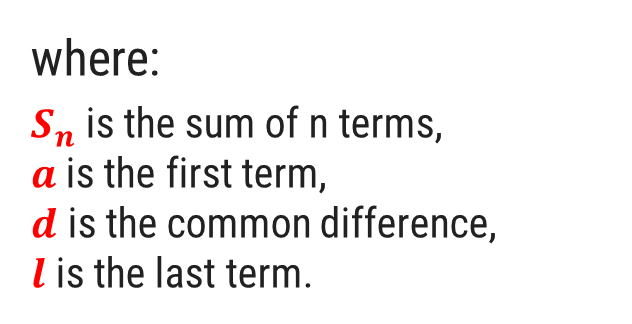 where:
Sₙ is the sum of n terms,
a is the first term,
d is the common difference,
l is the last term.